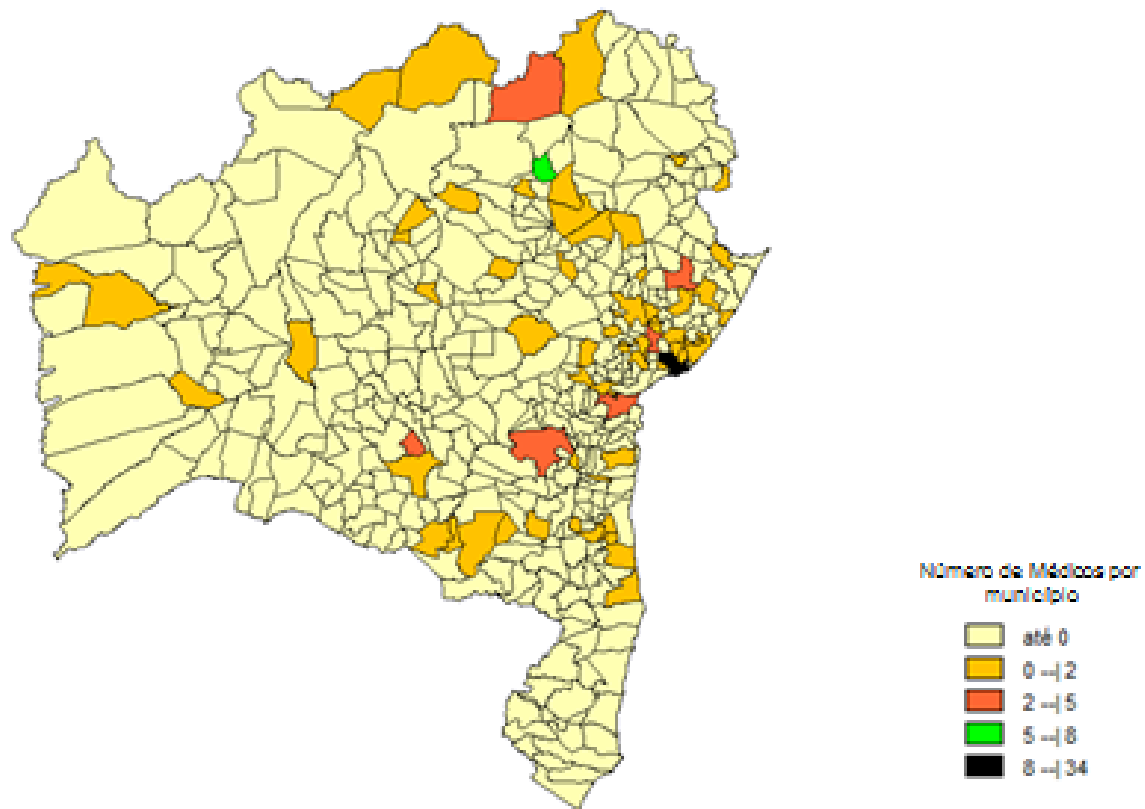 Número de Médicos por
município
até 0
0 --| 2
2 --| 5
5 --| 8
8 --| 34